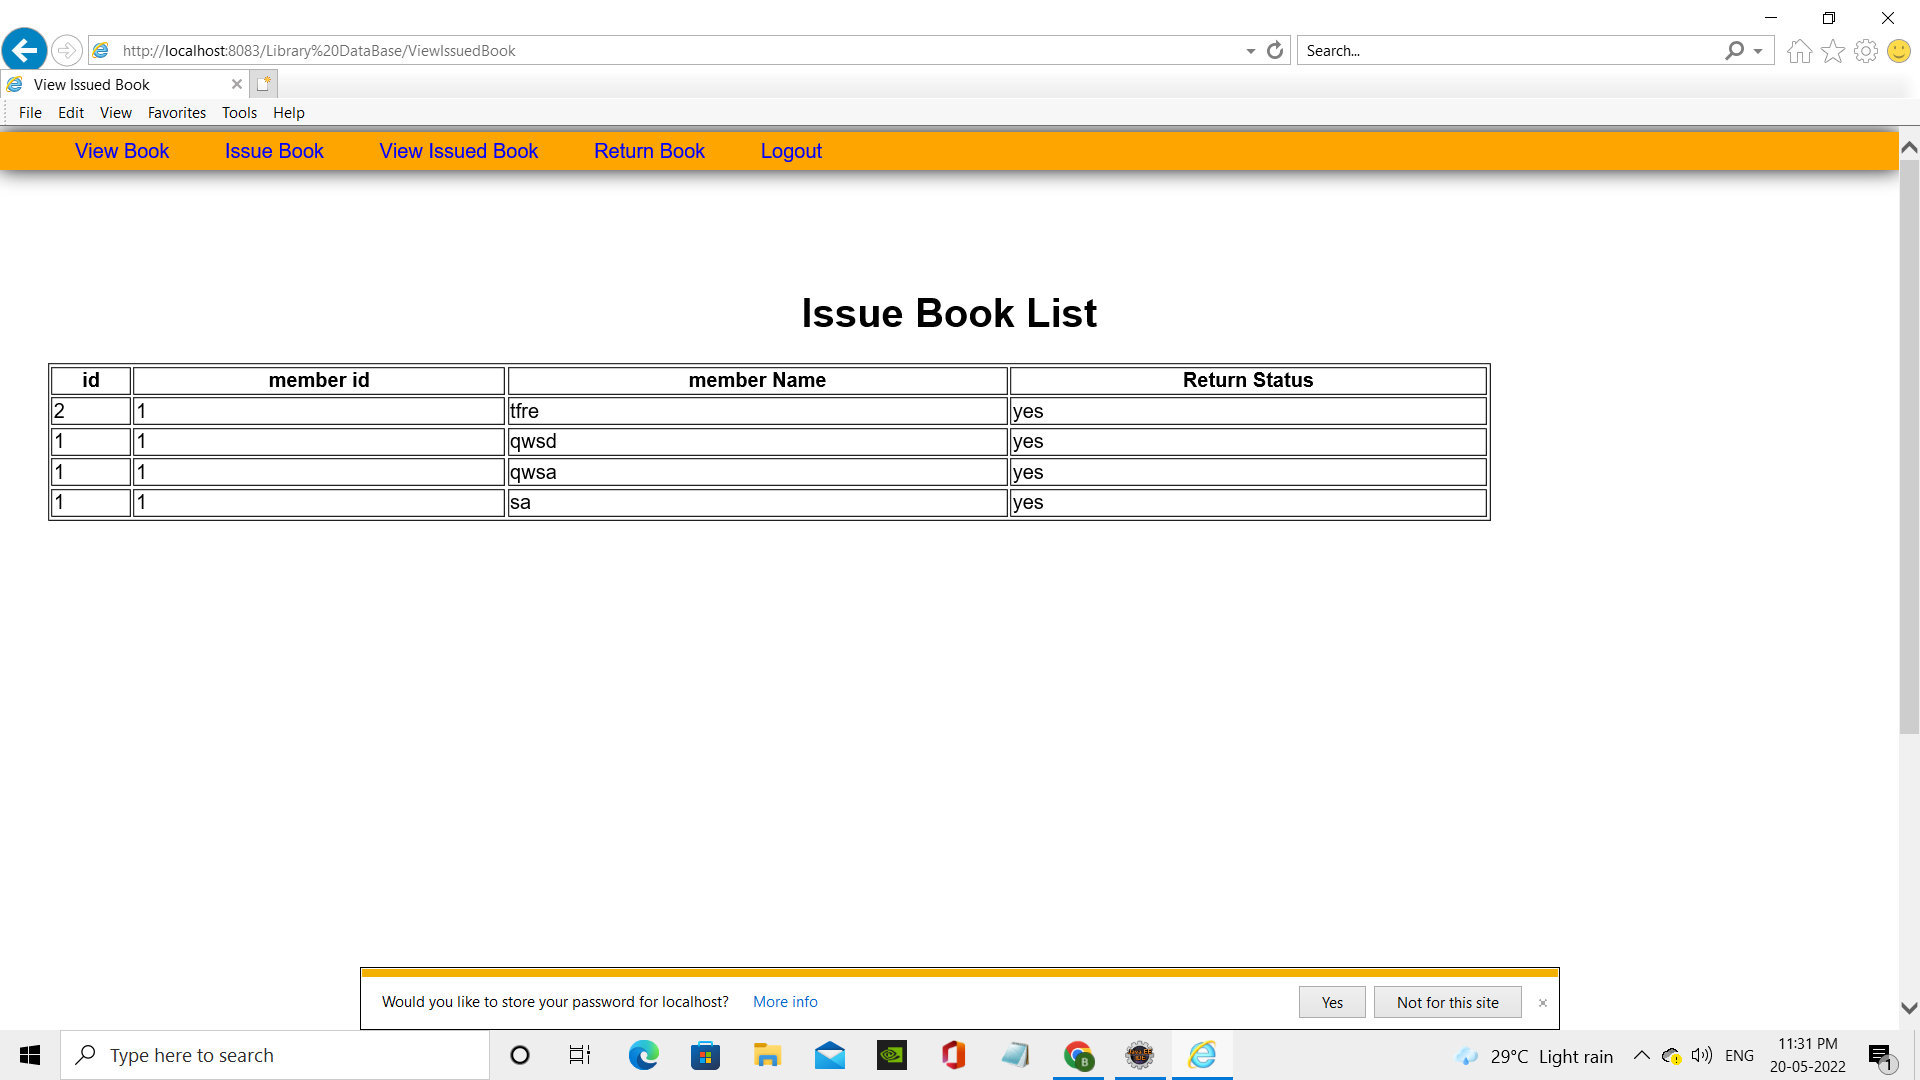 http://localhost:8083/Library%20DataBase/ViewIssuedBook
Search...
View Issued Book
File Edit View Favorites Tools Help
View Book Issue Book View Issued Book Return Book Logout
Issue Book List
id member id member Name Return Status
2 1 tfre yes
1 1 qwsd yes
1 1 qwsa yes
1 1 sa yes
Would you like to store your password for localhost? More info Yes Not for this site
Type here to search
29°C Light rain ENG
11:31 PM
20-05-2022
1